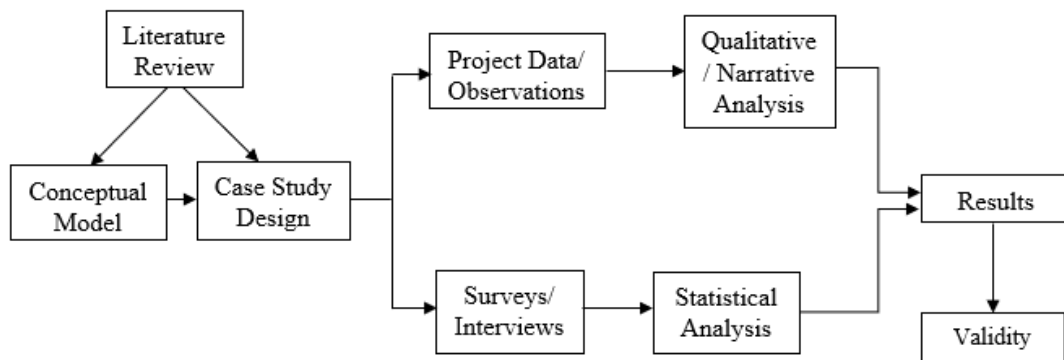 Literature
Review
Conceptual
Model
Case Study
Design
Project Data/
Observations
Qualitative
/ Narrative
Analysis
Surveys/
Interviews
Statistical
Analysis
Results
Validity